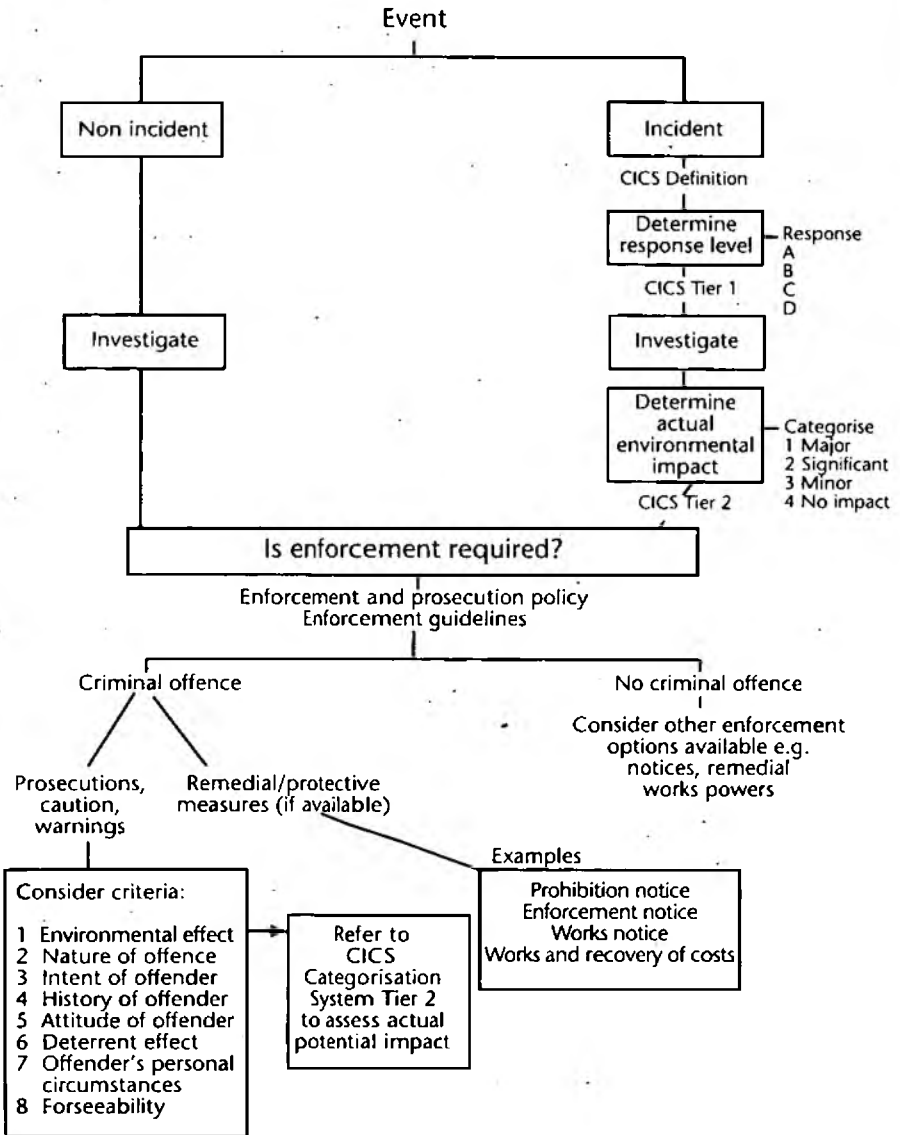 Event
Non incident
Incident
CICS Definition
Determine
response level
Response
A
B
C
D
CICS Tier 1
Investigate
Investigate
Determine
actual
environmental
impact
Categorise
1 Major
2 Significant
3 Minor
4 No impact
CICS Tier 2
Is enforcement required?
Enforcement and prosecution policy
Enforcement guidelines
Criminal offence
No criminal offence
Consider other enforcement
options available e.g.
notices, remedial
works powers
Prosecutions,
caution,
warnings
Remedial/protective
measures (if available)
Examples
Prohibition notice
Enforcement notice
Works notice
Works and recovery of costs
Consider criteria:
1 Environmental effect
2 Nature of offence
3 Intent of offender
4 History of offender
5 Attitude of offender
6 Deterrent effect
7 Offender's personal
circumstances
8 Forseeability
Refer to
CICS
Categorisation
System Tier 2
to assess actual
potential impact